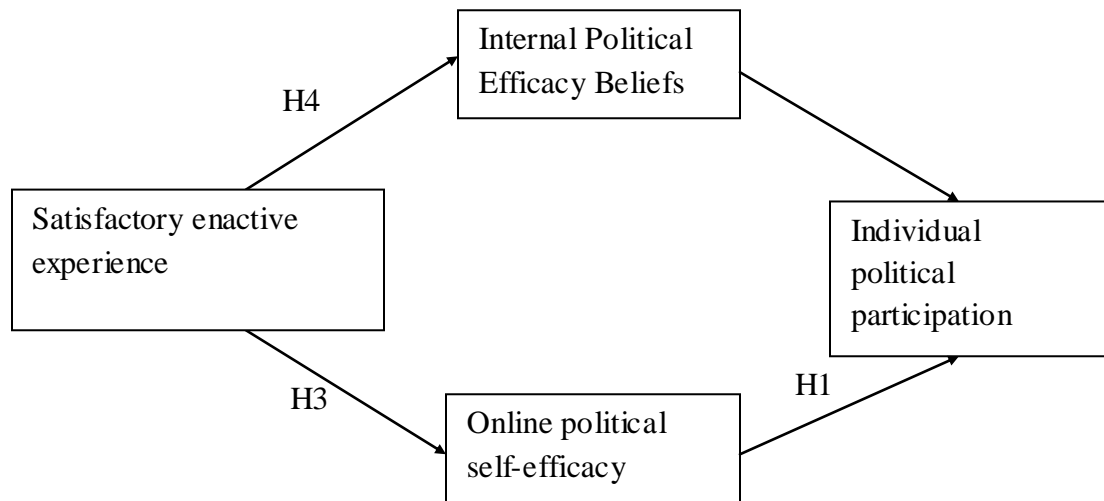 Internal Political
Efficacy Beliefs
H4
Satisfactory enactive
experience
Individual
political
participation
H3
H1
Online political
self-efficacy